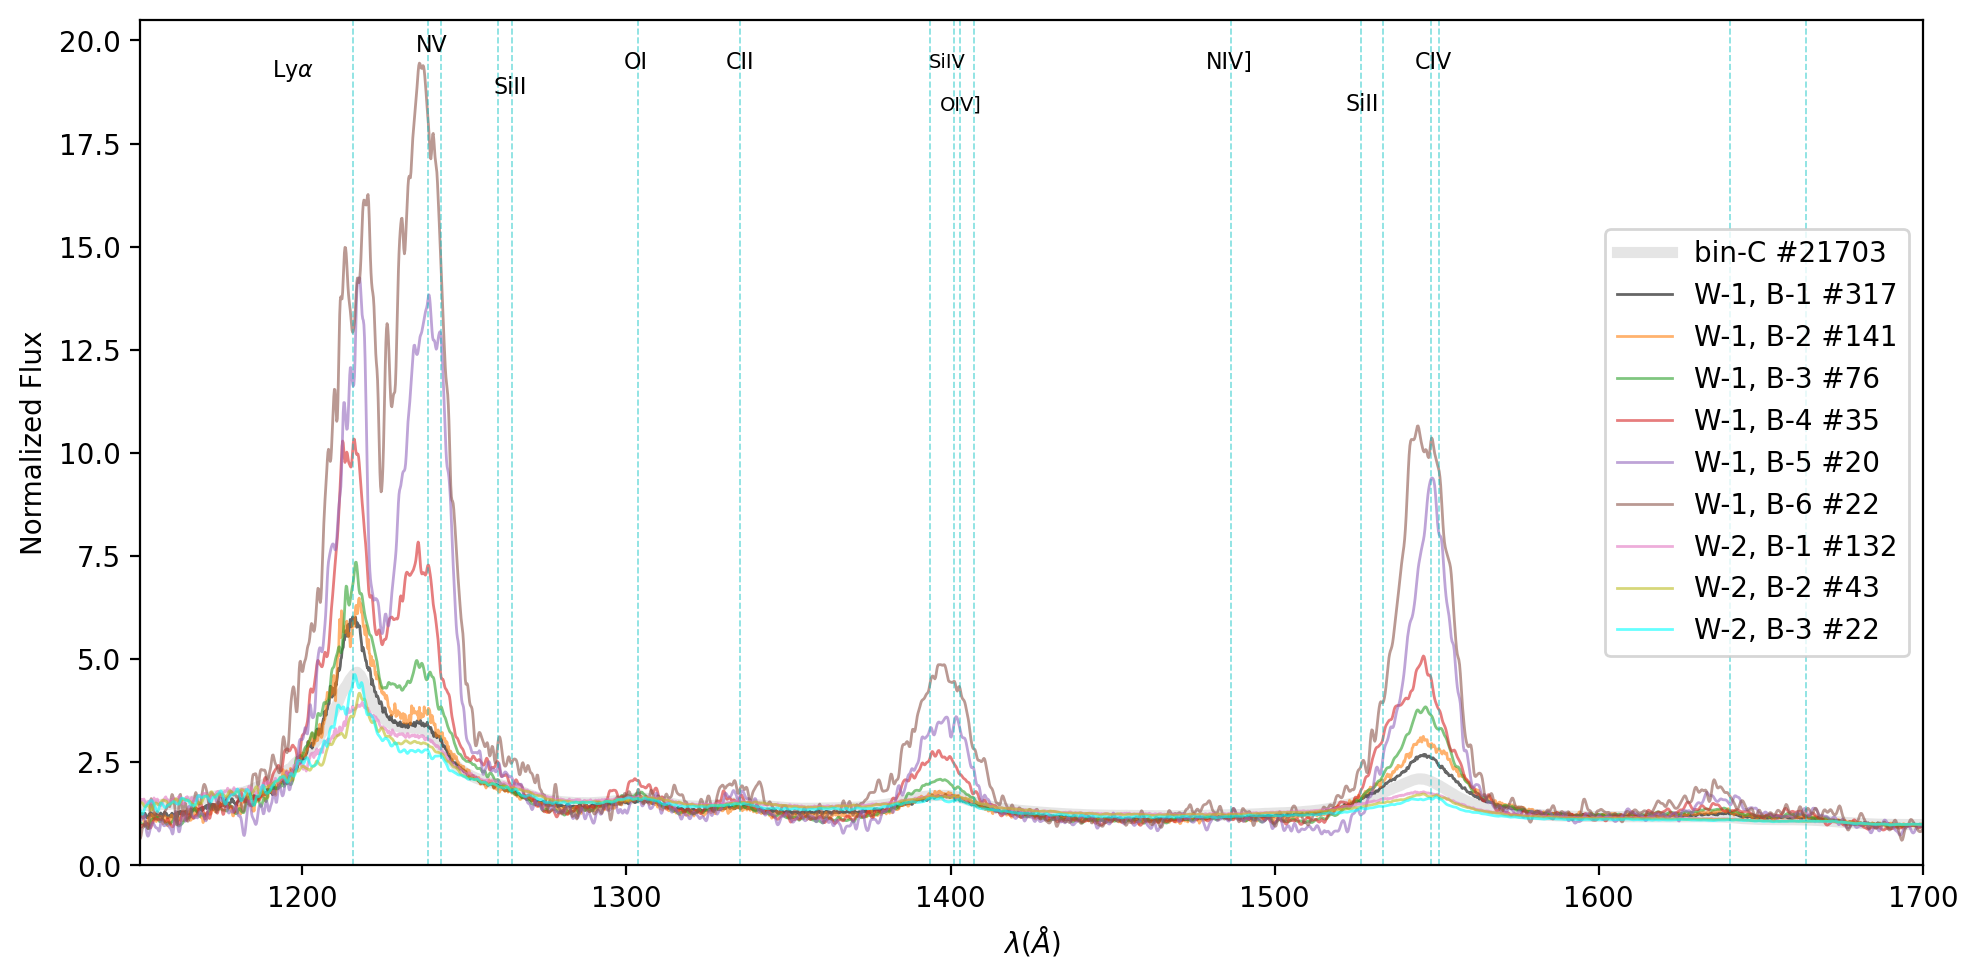 NV
Lyα
SiII
OI
CII
SiIV
OIV]
NIV]
CIV
SiII
20.0
17.5
15.0
12.5
10.0
7.5
5.0
2.5
0.0
Normalized Flux
bin-C #21703
W-1, B-1 #317
W-1, B-2 #141
W-1, B-3 #76
W-1, B-4 #35
W-1, B-5 #20
W-1, B-6 #22
W-2, B-1 #132
W-2, B-2 #43
W-2, B-3 #22
1200 1300 1400 1500 1600 1700
λ(Å)